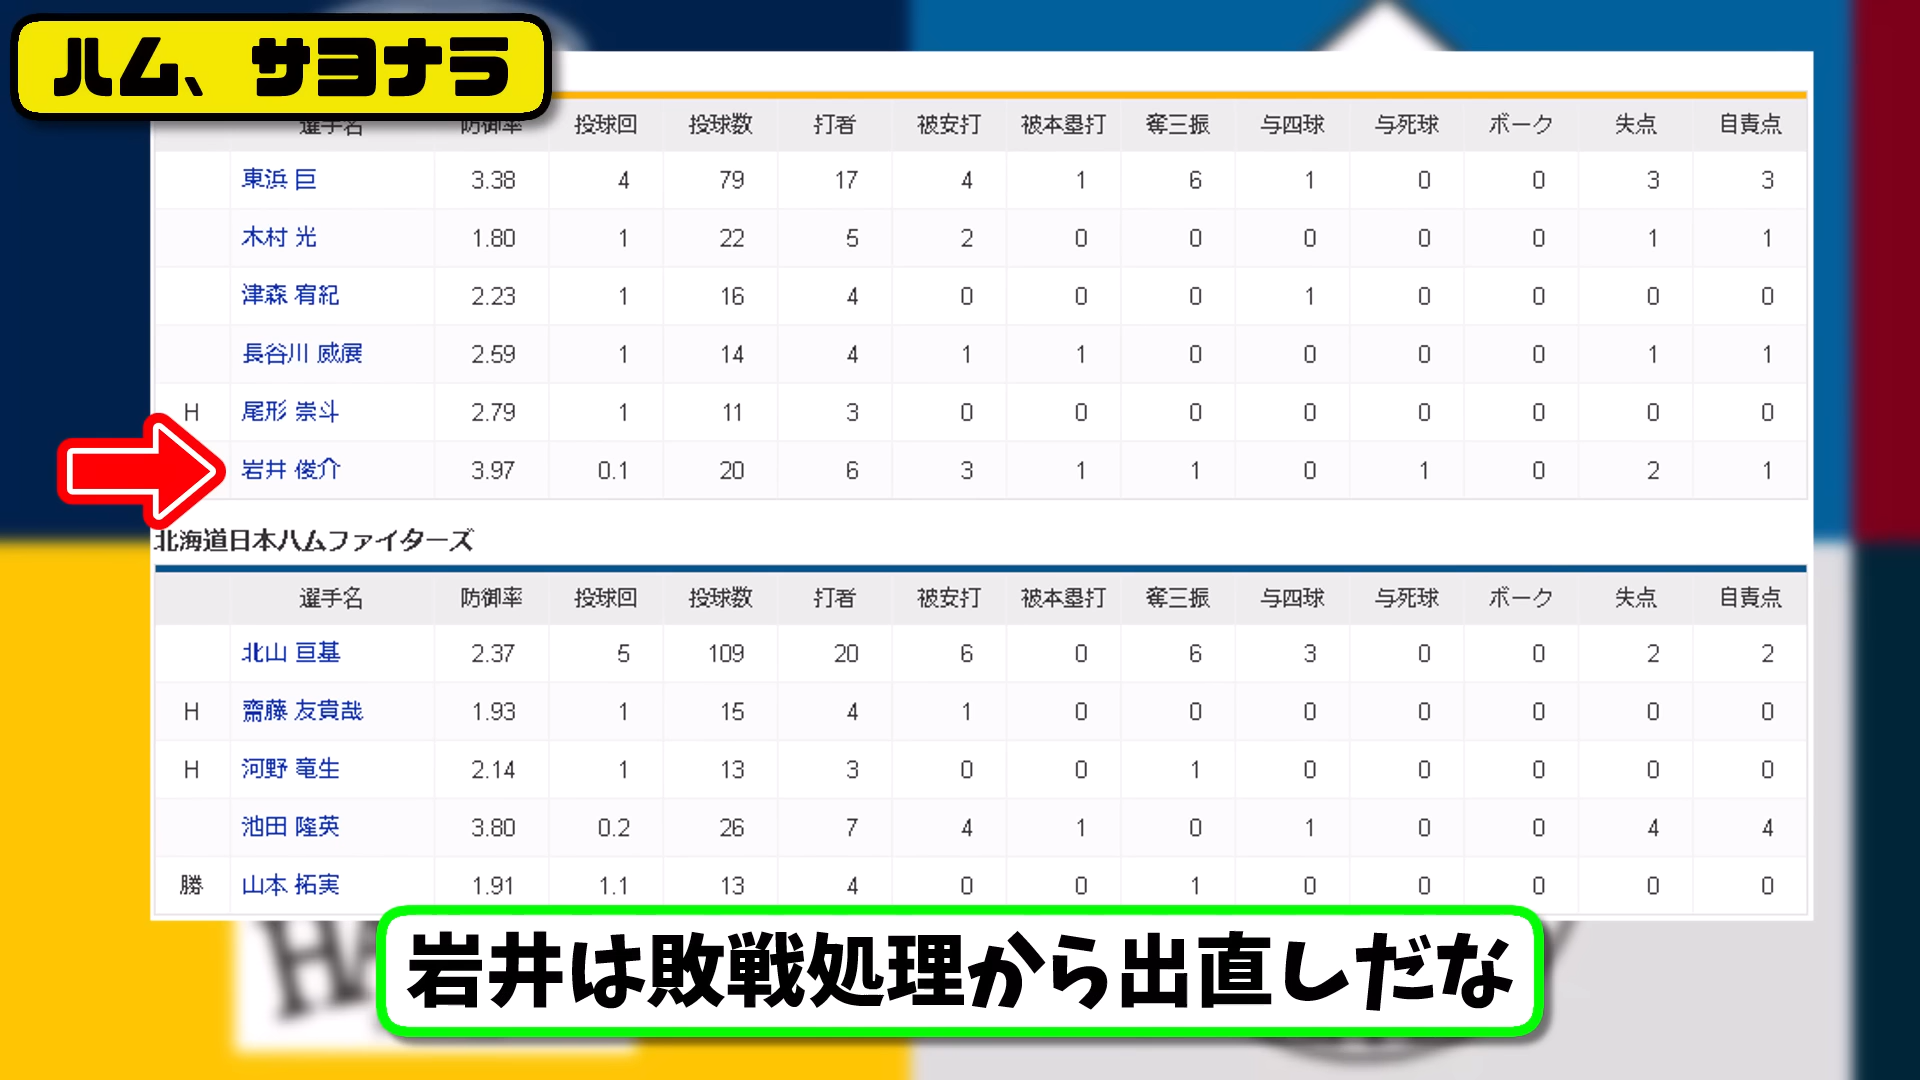 ハム、サヨナラ
選手名 防御率 投球回 投球数 打者 被安打 被本塁打 奪三振 与四球 与死球 ボーク 失点 自責点
東浜 巨 3.38 4 79 17 4 1 6 1 0 0 3 3
木村 光 1.80 1 22 5 2 0 0 0 0 0 1 1
津森 宥紀 2.23 1 16 4 0 0 0 1 0 0 0 0
長谷川 威展 2.59 1 14 4 1 1 0 0 0 0 1 1
H 尾形 崇斗 2.79 1 11 3 0 0 0 0 0 0 0 0
岩井 俊介 3.97 0.1 20 6 3 1 1 0 1 0 2 1
北海道日本ハムファイターズ
選手名 防御率 投球回 投球数 打者 被安打 被本塁打 奪三振 与四球 与死球 ボーク 失点 自責点
北山 亘基 2.37 5 109 20 6 0 6 3 0 0 2 2
H 齋藤 友貴哉 1.93 1 15 4 1 0 0 0 0 0 0 0
H 河野 竜生 2.14 1 13 3 0 0 1 0 0 0 0 0
池田 隆英 3.80 0.2 26 7 4 1 0 1 0 0 4 4
勝 山本 拓実 1.91 1.1 13 4 0 0 1 0 0 0 0 0
岩井は敗戦処理から出直しだな